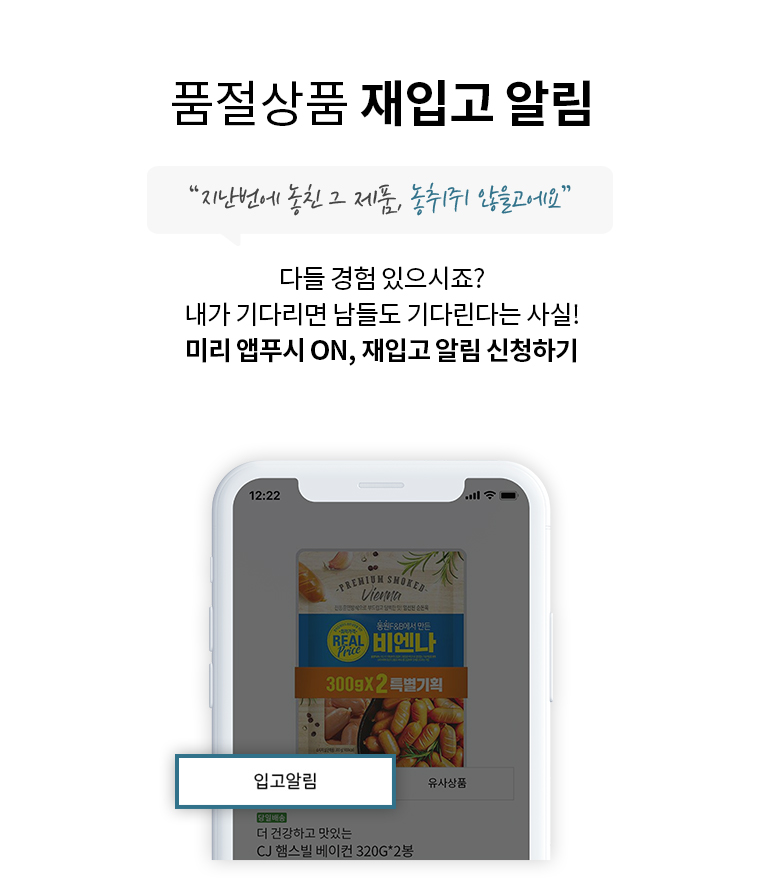 품절상품 재입고 알림
“지난번에 놓친 그 제품, 놓취쥐 않을고에요”
다들 경험 있으시죠?
내가 기다리면 남들도 기다린다는 사실!
미리 앱푸시 ON, 재입고 알림 신청하기
12:22
PREMIUM SMOKED
Vienna
동원F&B에서 만든
REAL
Price
비엔나
300gX2 특별기획
입고알림
유사상품
당일배송
더 건강하고 맛있는
CJ 햄스빌 베이컨 320G*2봉